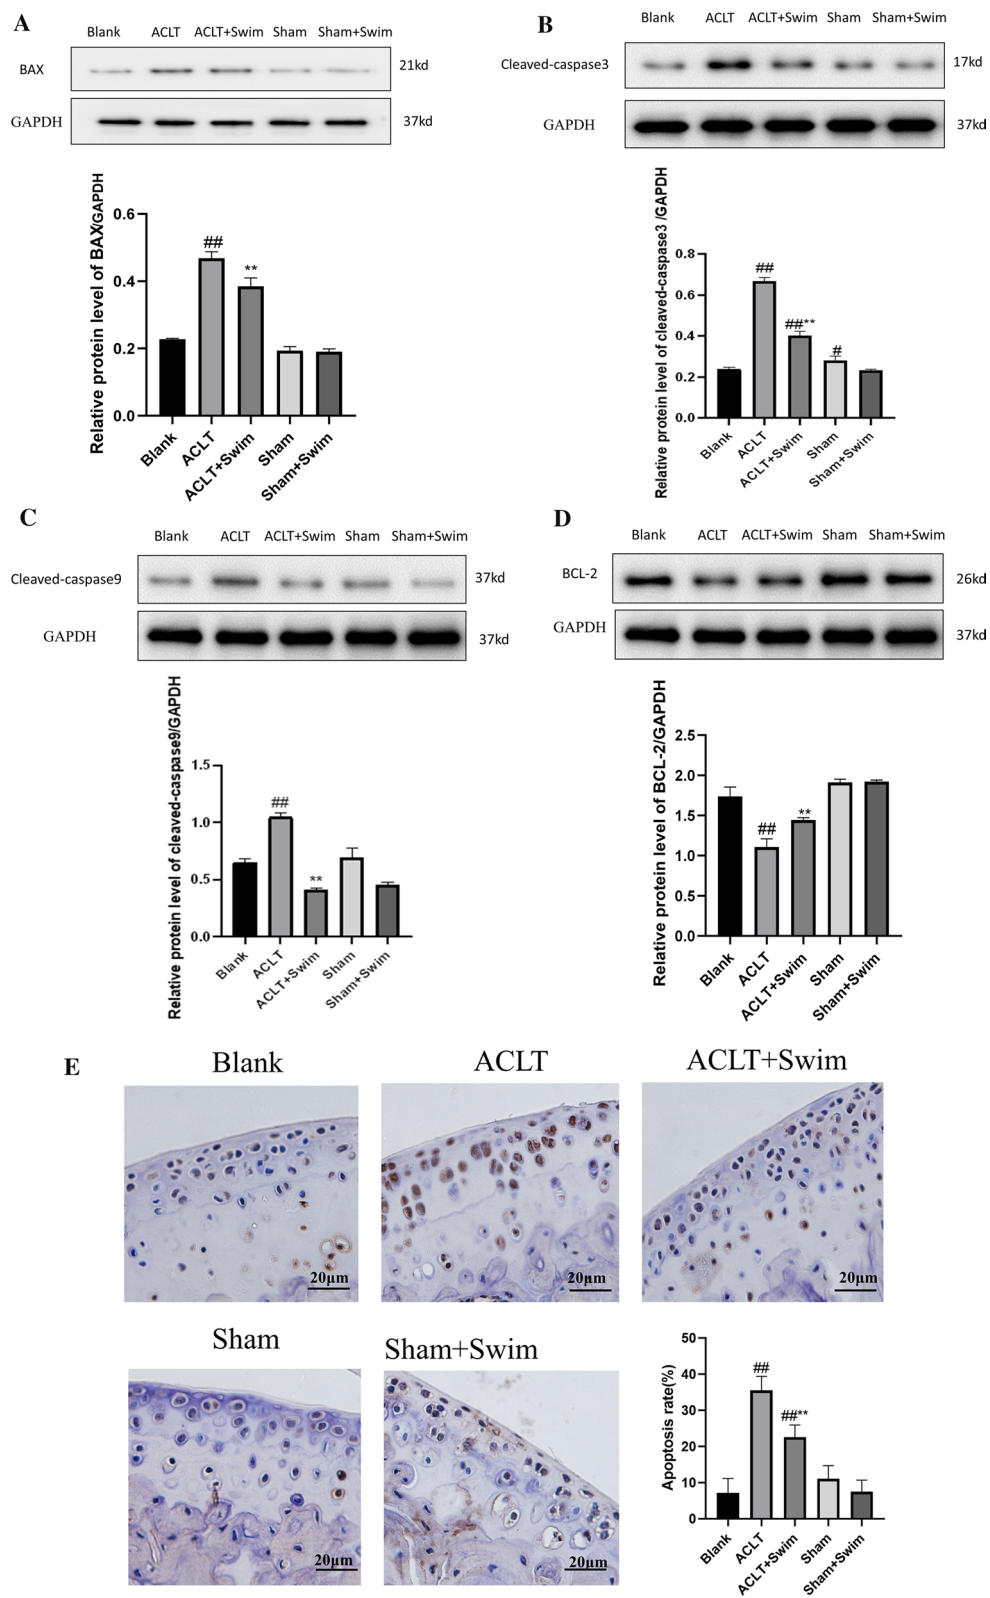 A
Blank ACLT ACLT+Swim Sham Sham+Swim
BAX 21kd
GAPDH 37kd
Relative protein level of BAX/GAPDH
0.6
0.4
0.2
0.0
##
**
Blank ACLT ACLT+Swim Sham Sham+Swim
B
Blank ACLT ACLT+Swim Sham Sham+Swim
Cleaved-caspase3 17kd
GAPDH 37kd
Relative protein level of cleaved-caspase3 /GAPDH
0.8
0.6
0.4
0.2
0.0
##
##**
#
Blank ACLT ACLT+Swim Sham Sham+Swim
C
Blank ACLT ACLT+Swim Sham Sham+Swim
Cleaved-caspase9 37kd
GAPDH 37kd
Relative protein level of cleaved-caspase9/GAPDH
1.5
1.0
0.5
0.0
##
**
Blank ACLT ACLT+Swim Sham Sham+Swim
D
Blank ACLT ACLT+Swim Sham Sham+Swim
BCL-2 26kd
GAPDH 37kd
Relative protein level of BCL-2/GAPDH
2.5
2.0
1.5
1.0
0.5
0.0
##
**
Blank ACLT ACLT+Swim Sham Sham+Swim
E
Blank ACLT ACLT+Swim
20μm 20μm 20μm
Sham Sham+Swim
20μm 20μm
Apoptosis rate(%)
50
40
30
20
10
0
##
##**
Blank ACLT ACLT+Swim Sham Sham+Swim